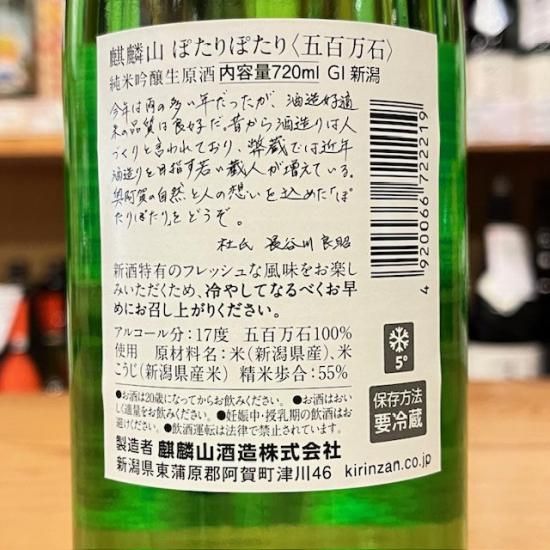 麒麟山 ぽたりぽたり〈五百万石〉
純米吟醸生原酒 内容量720ml GI 新潟
今年は雨の多い年だったが、酒造好適
米の品質は良好だ。昔から酒造りは人
づくりと言われており、弊蔵では近年
酒造りを目指す若い蔵人が増えている。
奥阿賀の自然と人の想いを込めた「ぽ
たりぽたり」をどうぞ。
杜氏 長谷川良昭
新酒特有のフレッシュな風味をお楽し
みいただくため、冷やしてなるべくお早
めにお召し上がりください。
アルコール分：17度 五百万石100%
使用 原材料名：米(新潟県産)、米
こうじ(新潟県産米) 精米歩合：55%
●お酒は20歳になってからお飲みください。●お酒はおい
しく適量をお飲みください。●妊娠中・授乳期の飲酒はお
避けください。●飲酒運転は法律で禁止されています。
製造者 麒麟山酒造株式会社
新潟県東蒲原郡阿賀町津川46
kirinzan.co.jp
4 920066 722219
5°
保存方法
要冷蔵